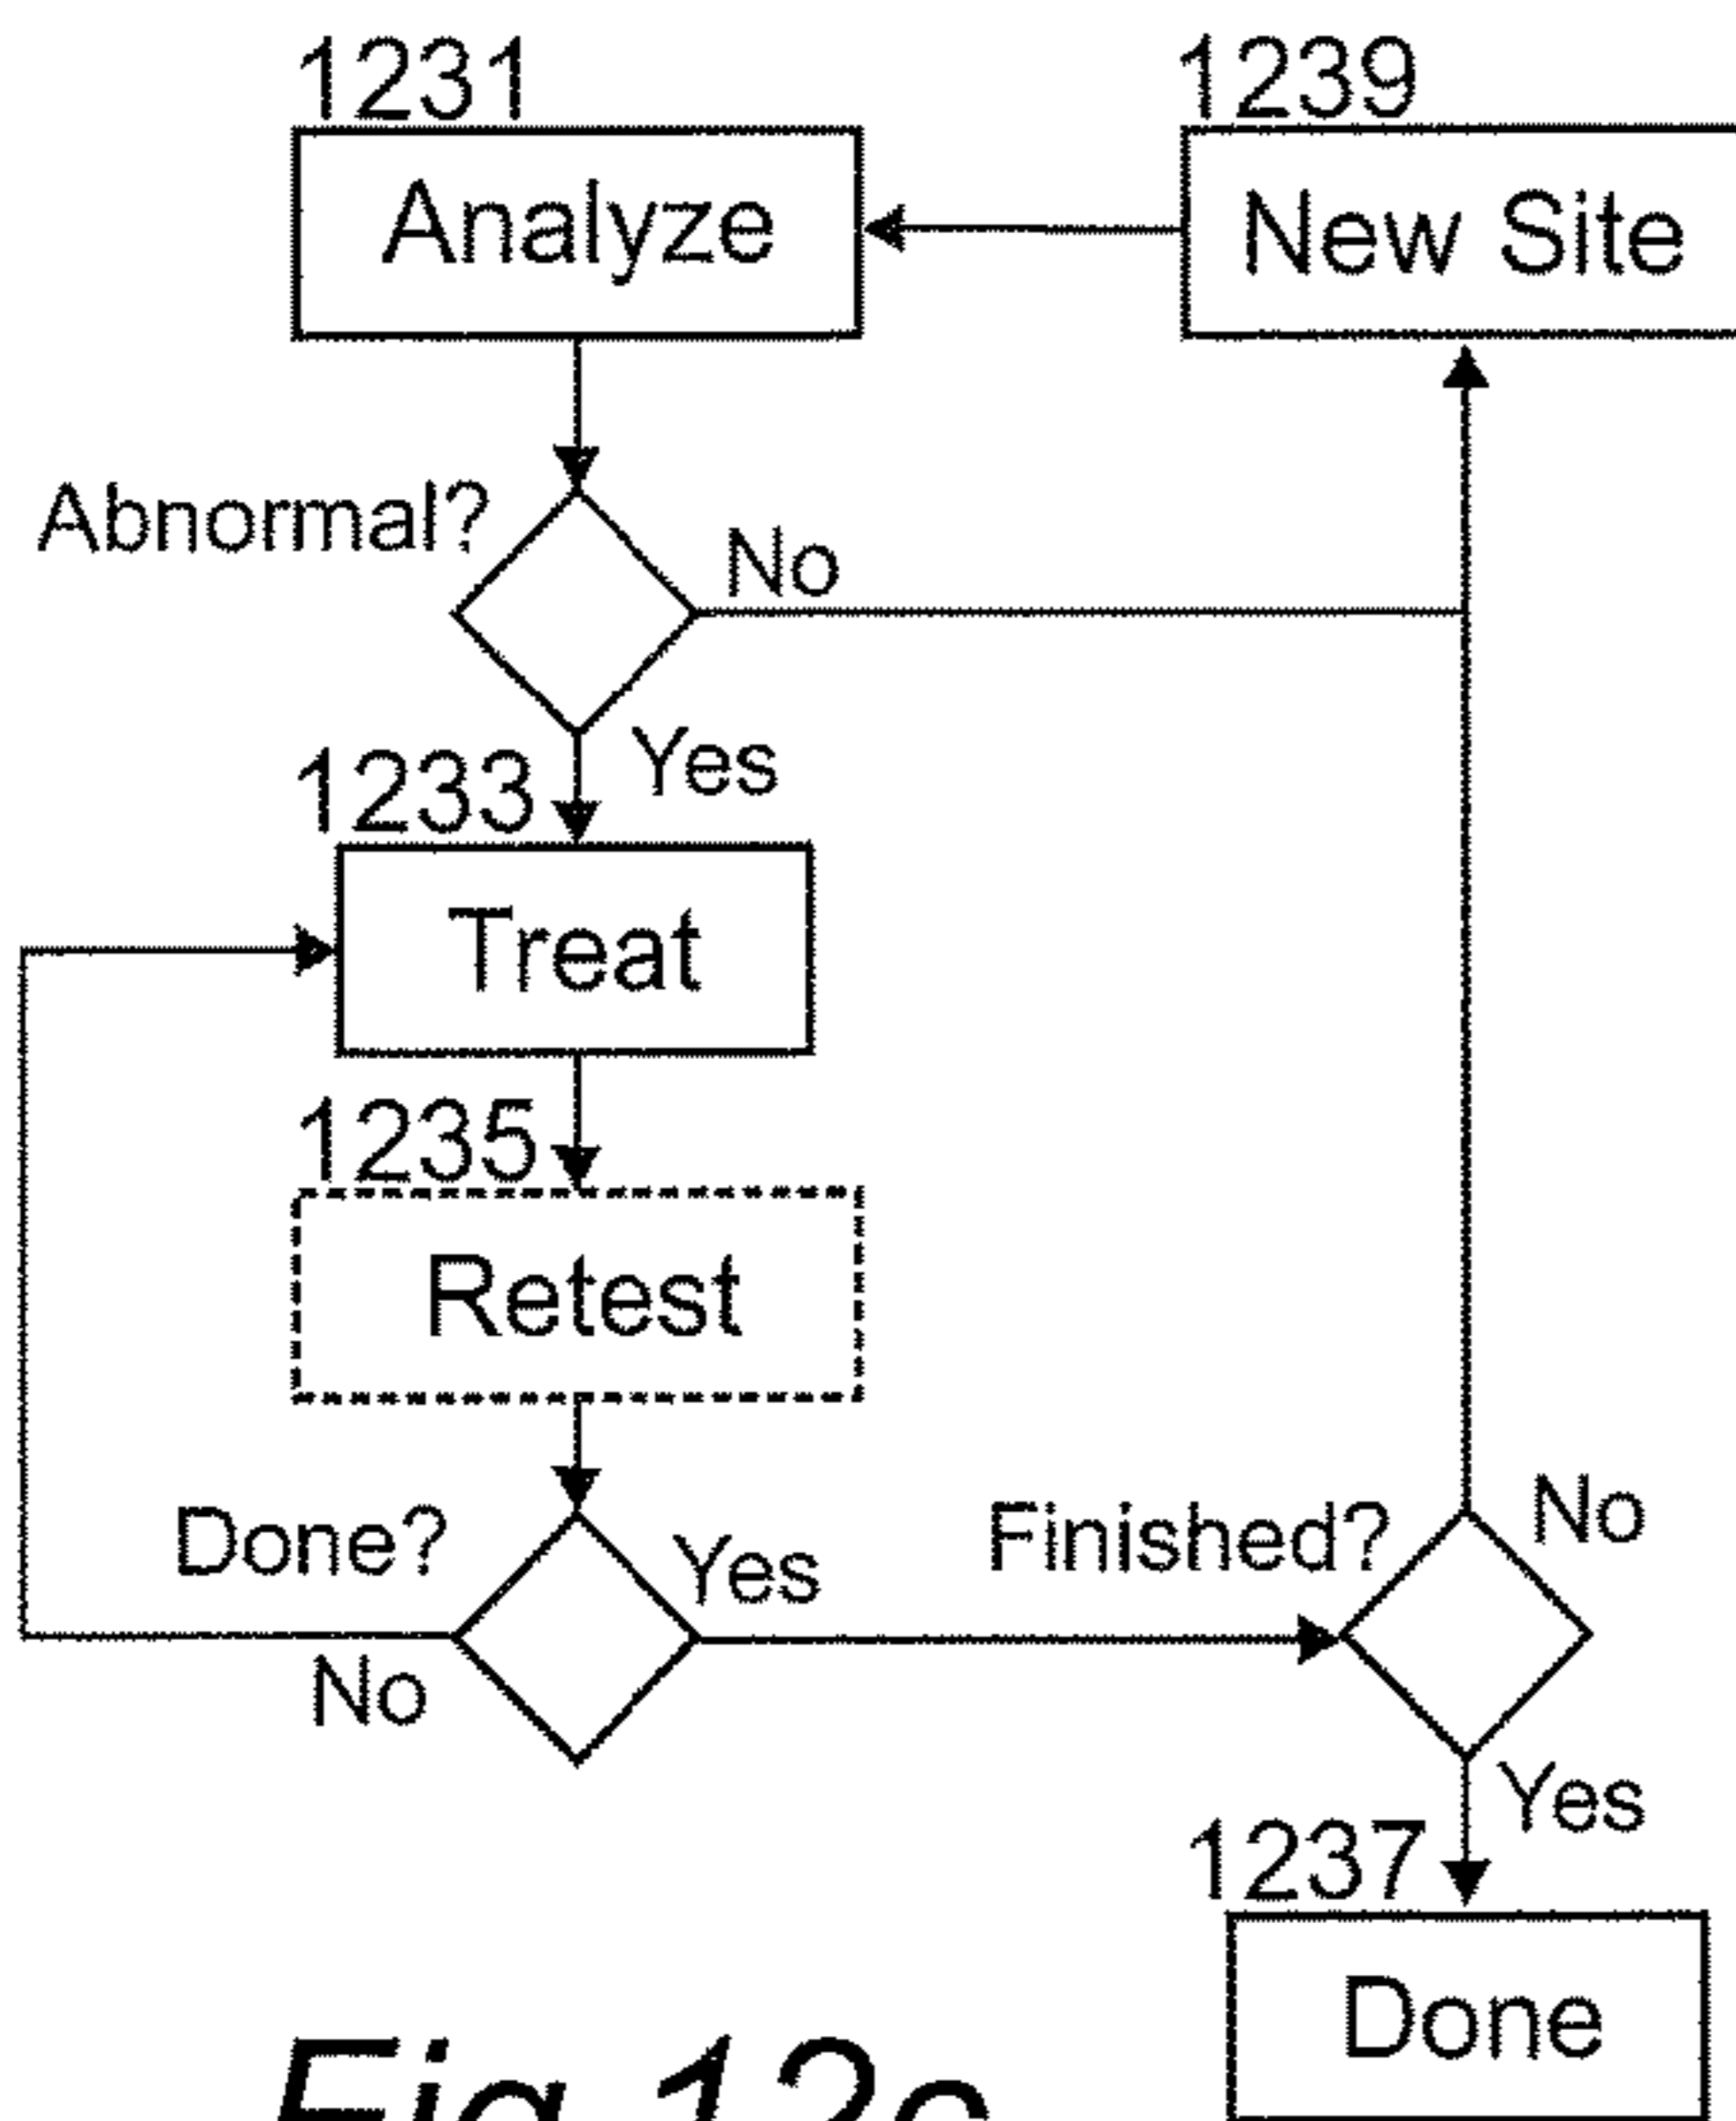 1231
1239
Analyze
New Site
Abnormal?
No
Yes
1233
Treat
1235
Retest
Done?
Yes
No
Finished?
No
Yes
1237
Done